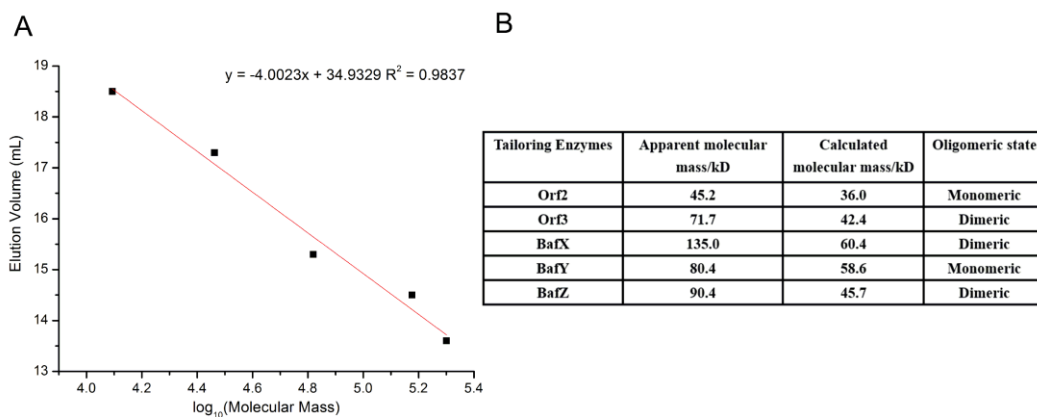 A
y = -4.0023x + 34.9329 R² = 0.9837
19
18
17
16
15
14
13
Elution Volume (mL)
4.0 4.2 4.4 4.6 4.8 5.0 5.2 5.4
log₁₀(Molecular Mass)
B
Tailoring Enzymes Apparent molecular mass/kD Calculated molecular mass/kD Oligomeric state
Orf2 45.2 36.0 Monomeric
Orf3 71.7 42.4 Dimeric
BafX 135.0 60.4 Dimeric
BafY 80.4 58.6 Monomeric
BafZ 90.4 45.7 Dimeric